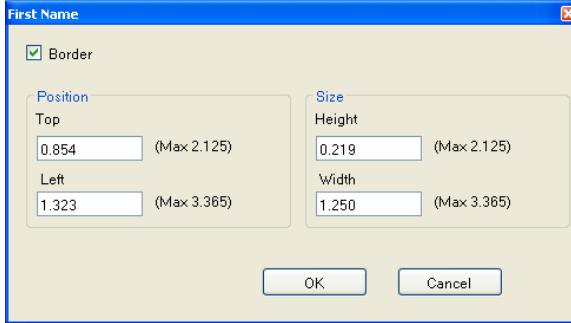 First Name
Border
Position
Top
0.854 (Max 2.125)
Left
1.323 (Max 3.365)
Size
Height
0.219 (Max 2.125)
Width
1.250 (Max 3.365)
OK Cancel